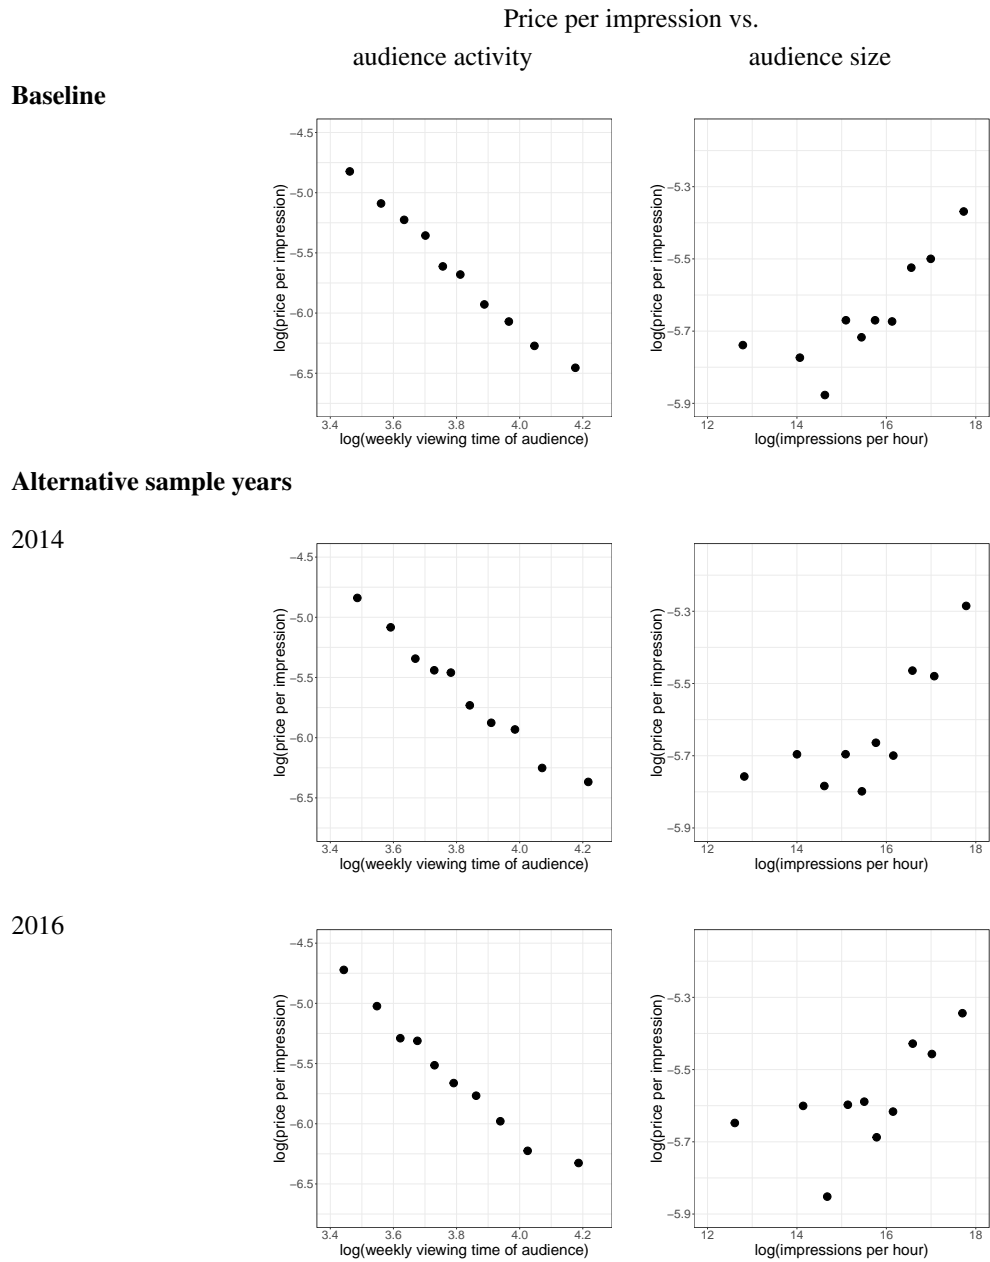 Price per impression vs.
audience activity
audience size
Baseline
log(price per impression)
−4.5
−5.0
−5.5
−6.0
−6.5
3.4 3.6 3.8 4.0 4.2
log(weekly viewing time of audience)
log(price per impression)
−5.3
−5.5
−5.7
−5.9
12 14 16 18
log(impressions per hour)
Alternative sample years
2014
log(price per impression)
−4.5
−5.0
−5.5
−6.0
−6.5
3.4 3.6 3.8 4.0 4.2
log(weekly viewing time of audience)
log(price per impression)
−5.3
−5.5
−5.7
−5.9
12 14 16 18
log(impressions per hour)
2016
log(price per impression)
−4.5
−5.0
−5.5
−6.0
−6.5
3.4 3.6 3.8 4.0 4.2
log(weekly viewing time of audience)
log(price per impression)
−5.3
−5.5
−5.7
−5.9
12 14 16 18
log(impressions per hour)